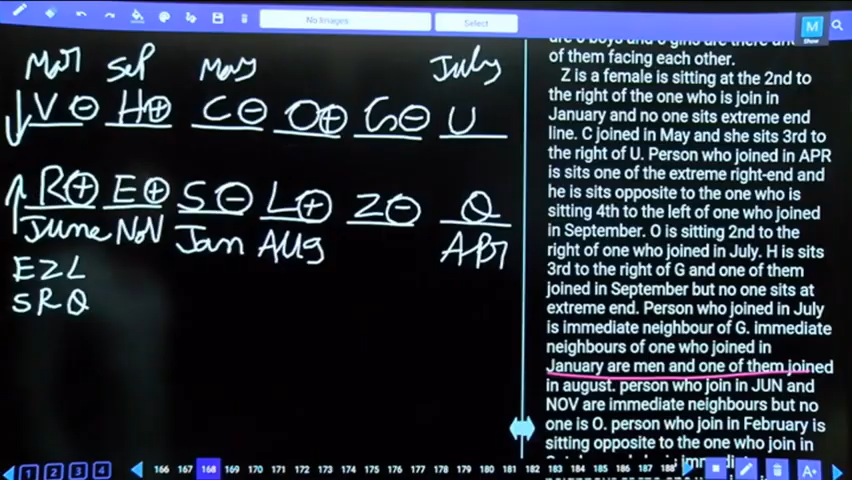 No Images
Select
M
Show
Mar Sep May July
V⊖ H⊕ C⊖ O⊕ G⊖ U
R⊕ E⊕ S⊖ L⊕ Z⊖ Q
June Nov Jan AUG APr
E Z L
S R Q
of them facing each other.
Z is a female is sitting at the 2nd to
the right of the one who is join in
January and no one sits extreme end
line. C joined in May and she sits 3rd to
the right of U. Person who joined in APR
is sits one of the extreme right-end and
he is sits opposite to the one who is
sitting 4th to the left of one who joined
in September. O is sitting 2nd to the
right of one who joined in July. H is sits
3rd to the right of G and one of them
joined in September but no one sits at
extreme end. Person who joined in July
is immediate neighbour of G. immediate
neighbours of one who joined in
January are men and one of them joined
in august. person who join in JUN and
NOV are immediate neighbours but no
one is O. person who join in February is
sitting opposite to the one who join in
1 2 3 4 166 167 168 169 170 171 172 173 174 175 176 177 178 179 180 181 182 183 184 185 186 187 188 A+